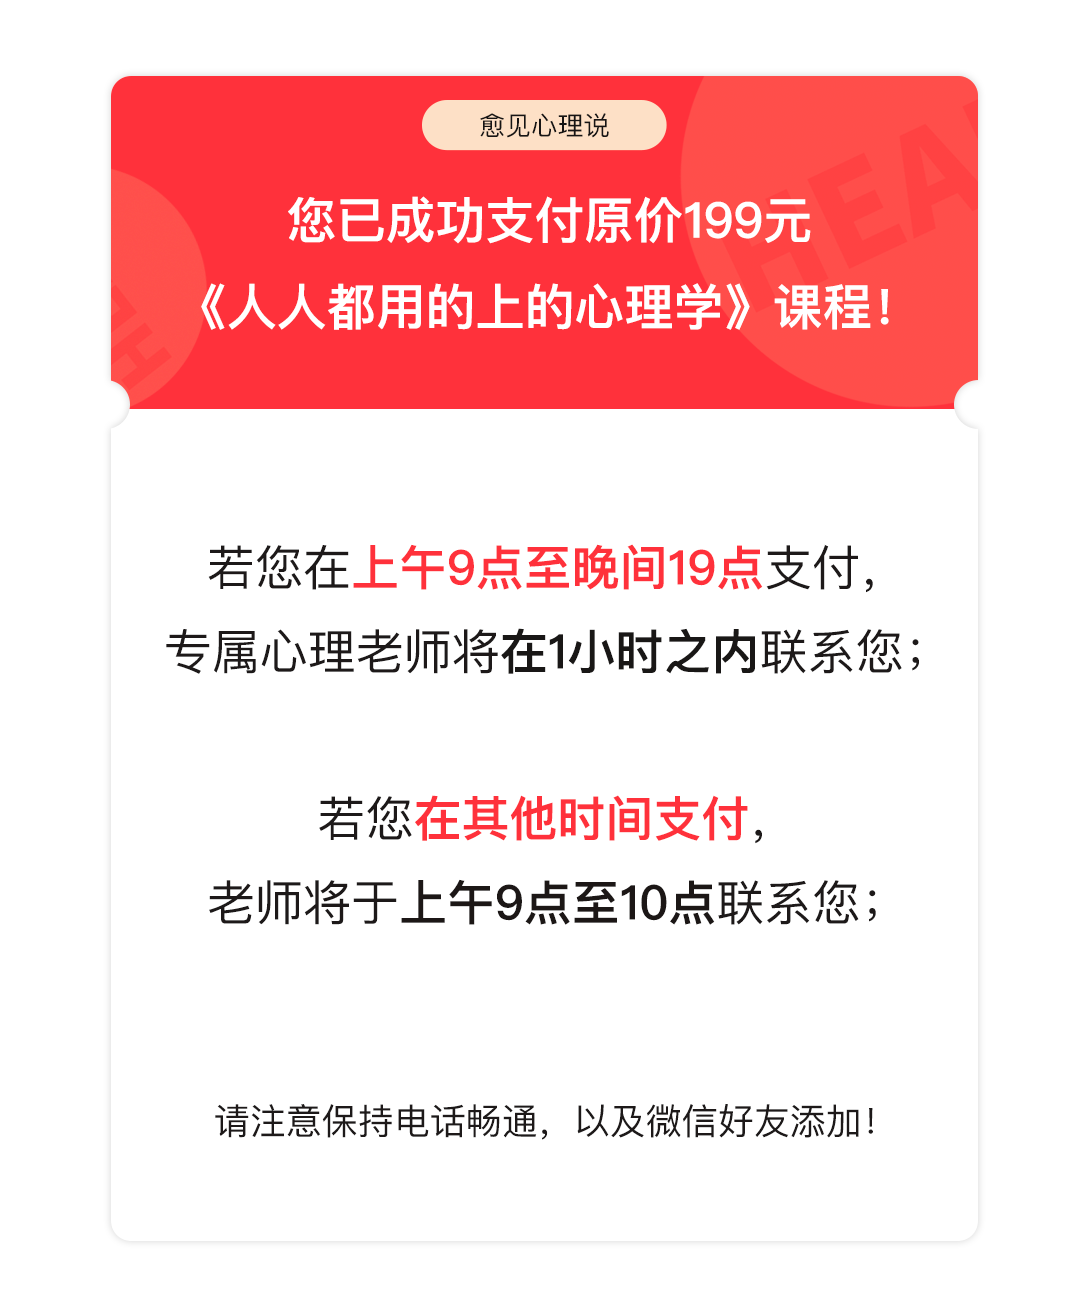 愈见心理说
您已成功支付原价199元
《人人都用的上的心理学》课程！
若您在上午9点至晚间19点支付，
专属心理老师将在1小时之内联系您；
若您在其他时间支付，
老师将于上午9点至10点联系您；
请注意保持电话畅通，以及微信好友添加！